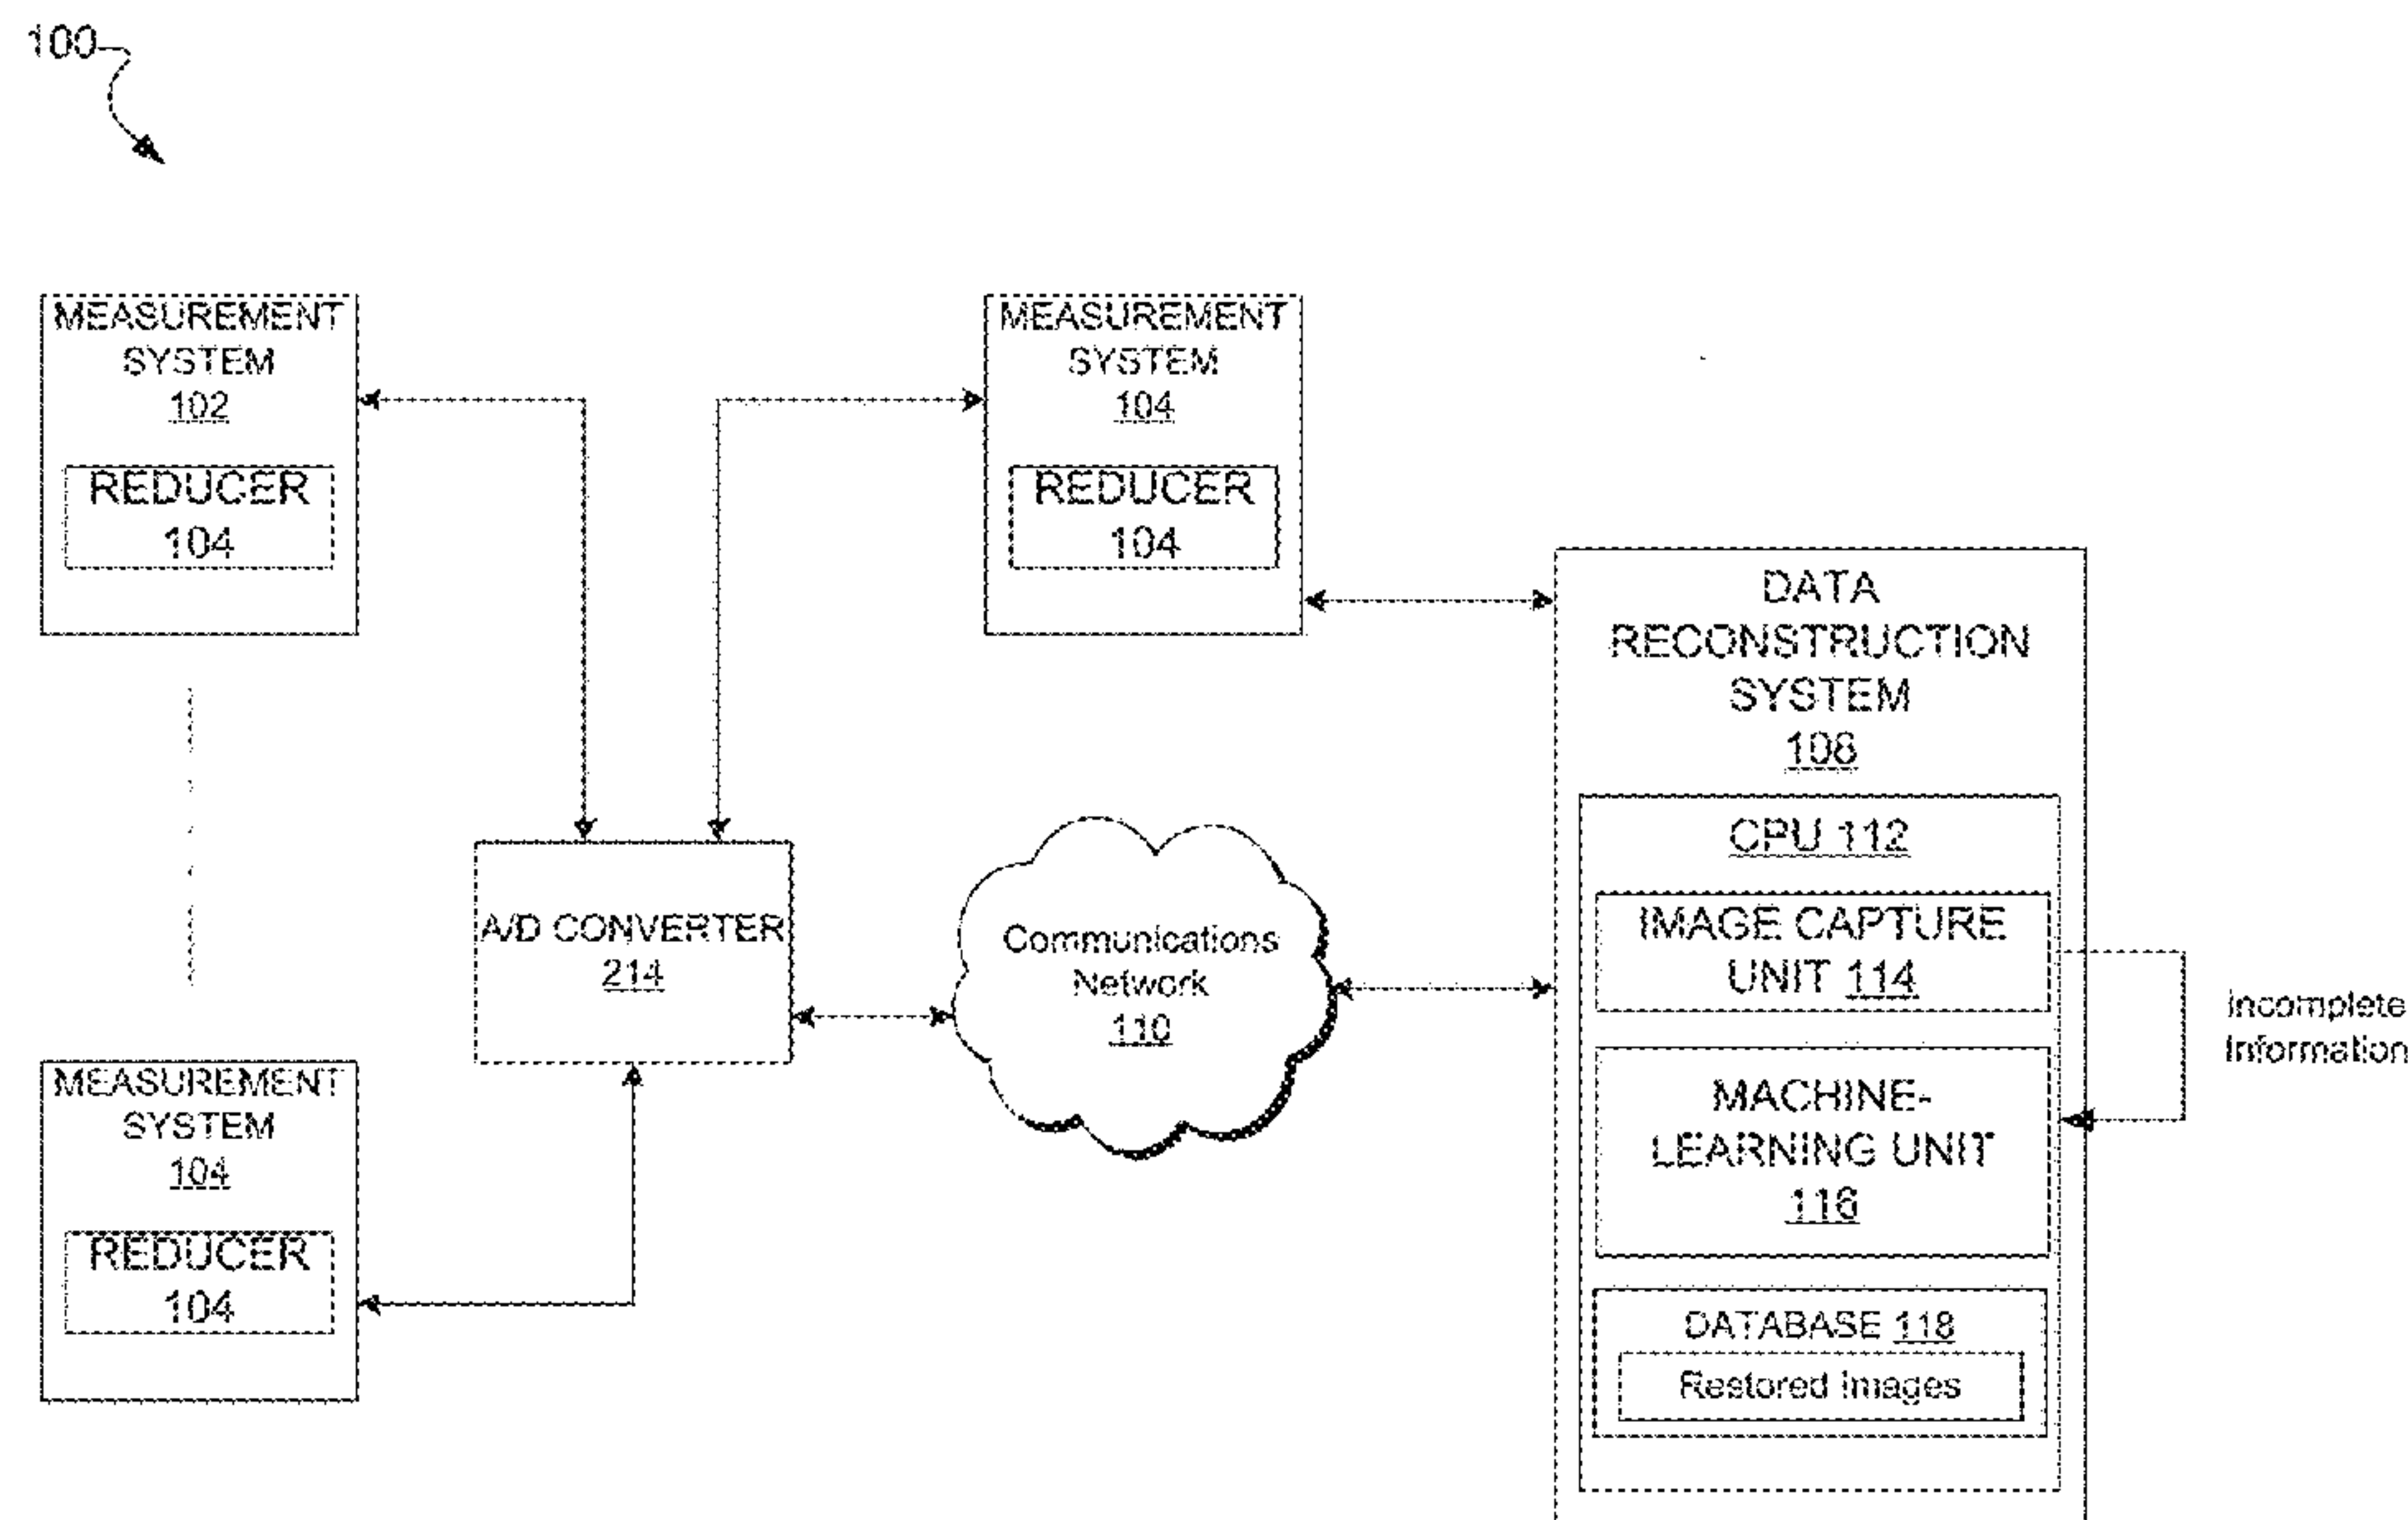 100
MEASUREMENT
SYSTEM
102
REDUCER
104
MEASUREMENT
SYSTEM
104
REDUCER
104
DATA
RECONSTRUCTION
SYSTEM
108
CPU 112
IMAGE CAPTURE
UNIT 114
Incomplete
Information
MACHINE-
LEARNING UNIT
116
DATABASE 118
Restored Images
A/D CONVERTER
214
Communications
Network
110
MEASUREMENT
SYSTEM
104
REDUCER
104